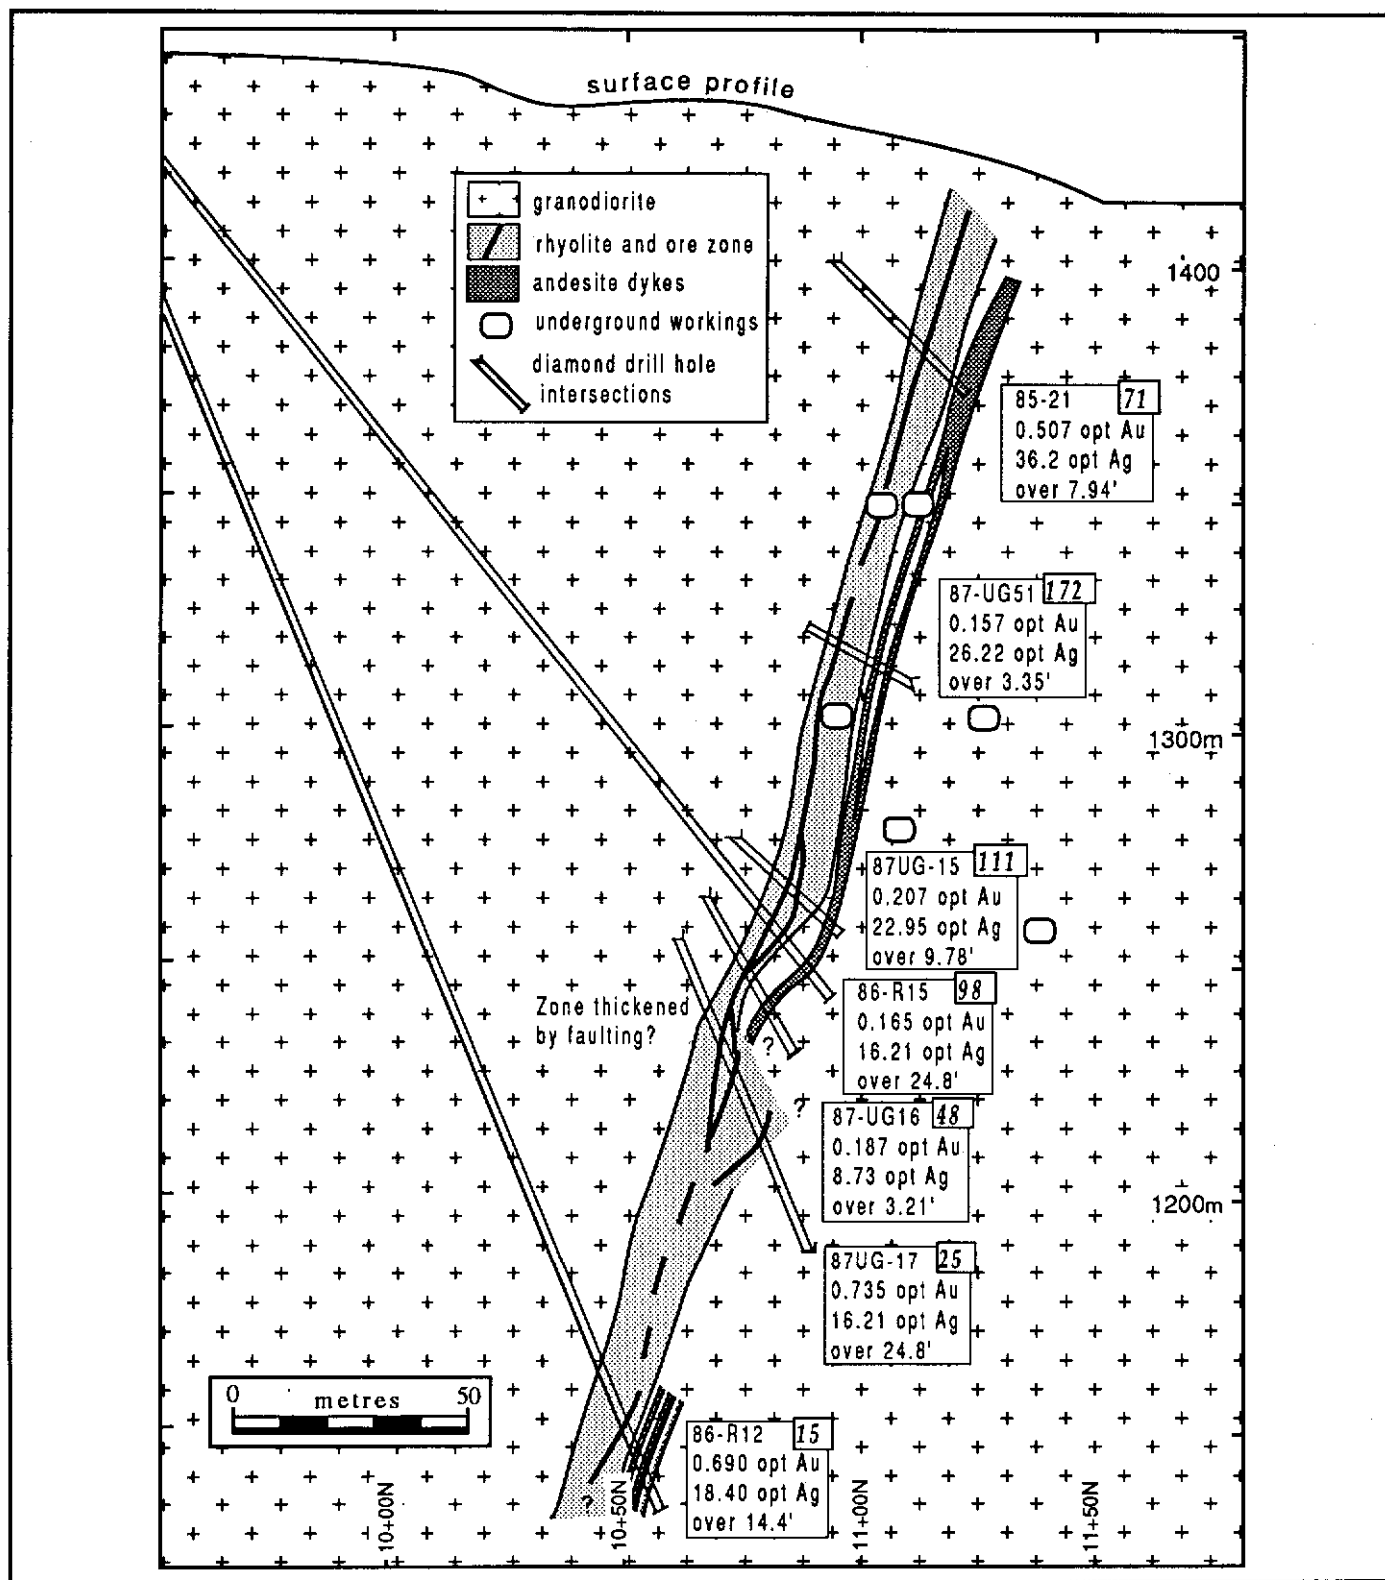 surface profile
granodiorite
rhyolite and ore zone
andesite dykes
underground workings
diamond drill hole
intersections
1400
85-21 71
0.507 opt Au
36.2 opt Ag
over 7.94'
87-UG51 172
0.157 opt Au
26.22 opt Ag
over 3.35'
1300m
87UG-15 111
0.207 opt Au
22.95 opt Ag
over 9.78'
Zone thickened
by faulting?
?
86-R15 98
0.165 opt Au
16.21 opt Ag
over 24.8'
?
87-UG16 48
0.187 opt Au
8.73 opt Ag
over 3.21'
1200m
87UG-17 25
0.735 opt Au
16.21 opt Ag
over 24.8'
0 metres 50
86-R12 15
0.690 opt Au
18.40 opt Ag
over 14.4'
?
10+00N
10+50N
11+00N
11+50N